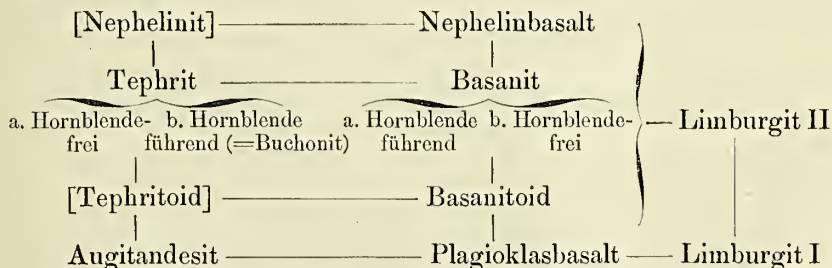 [Nephelinit] Nephelinbasalt
Tephrit Basanit
a. Hornblende- b. Hornblende a. Hornblende b. Hornblende-
frei führend (=Buchonit) führend frei
Limburgit II
[Tephritoid] Basanitoid
Augitandesit Plagioklasbasalt Limburgit I